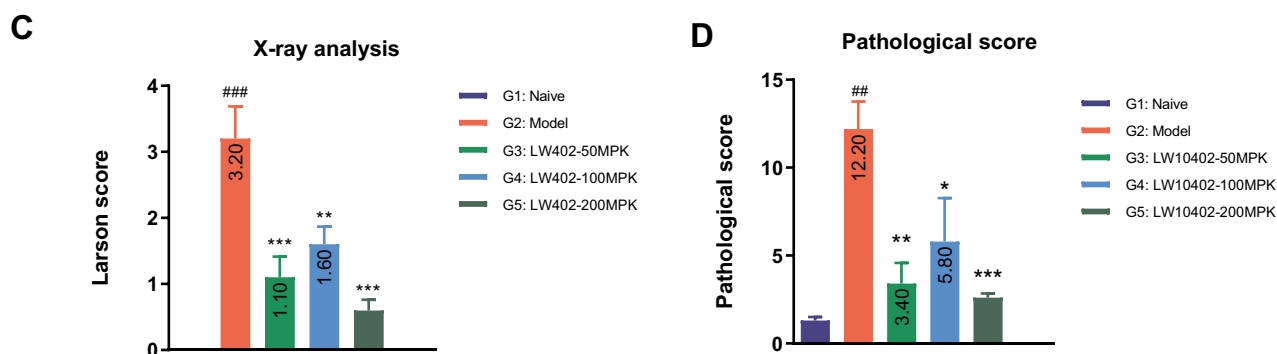 C
X-ray analysis
Larson score
4
3
2
1
0
###
3.20
***
1.10
**
1.60
***
G1: Naive
G2: Model
G3: LW402-50MPK
G4: LW402-100MPK
G5: LW402-200MPK
D
Pathological score
Pathological score
15
10
5
0
##
12.20
**
3.40
*
5.80
***
G1: Naive
G2: Model
G3: LW10402-50MPK
G4: LW10402-100MPK
G5: LW10402-200MPK